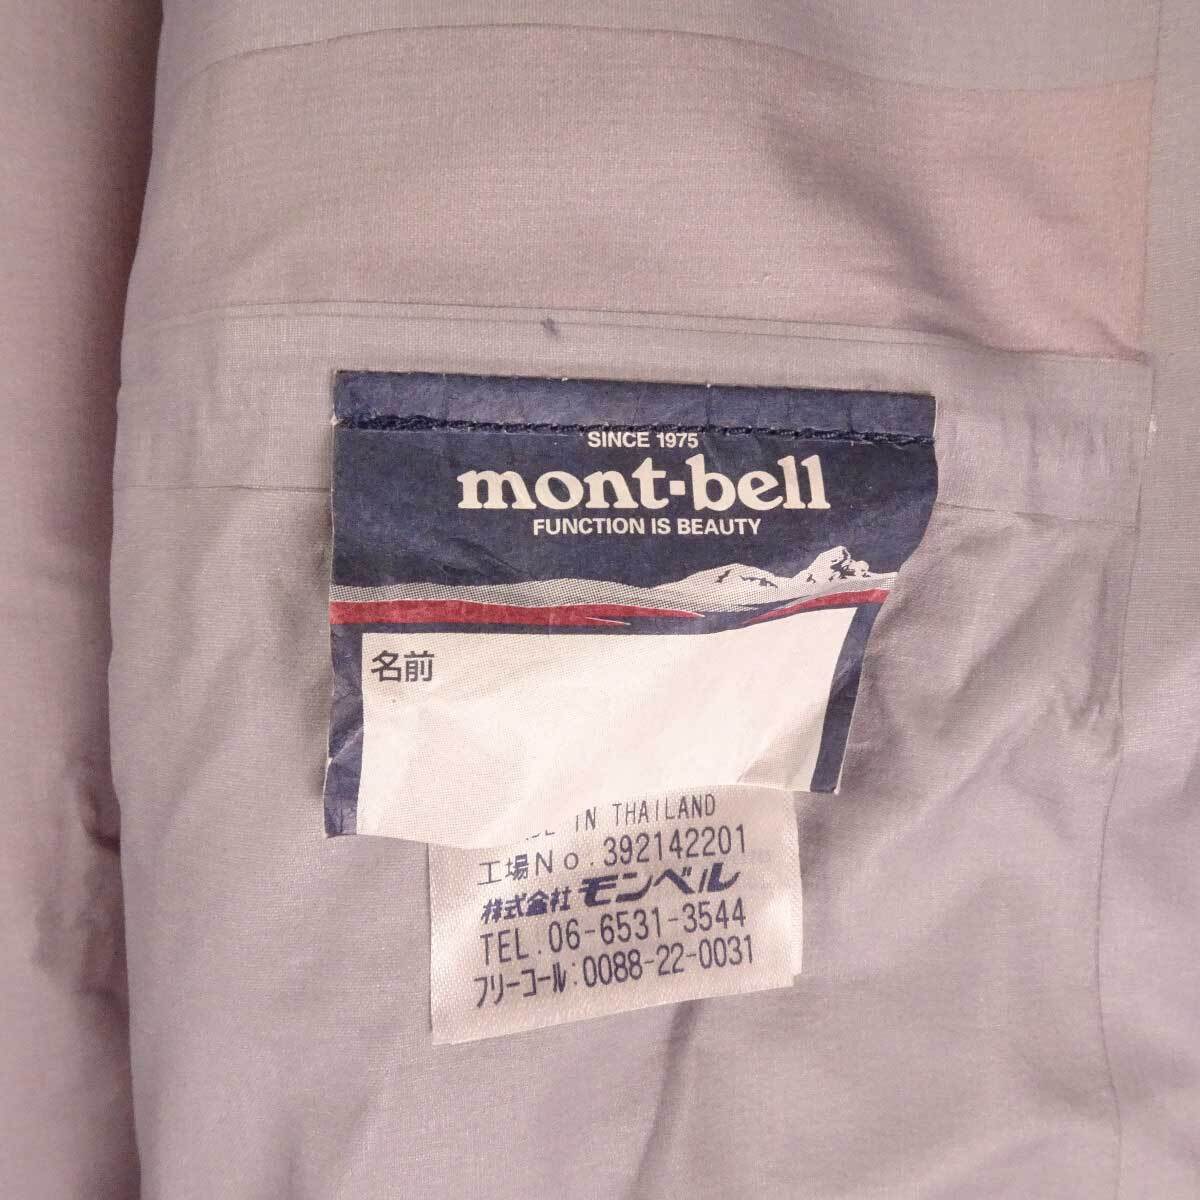 SINCE 1975
mont-bell
FUNCTION IS BEAUTY
名前
IN THAILAND
工場No.392142201
株式会社 モンベル
TEL.06-6531-3544
フリーコール:0088-22-0031